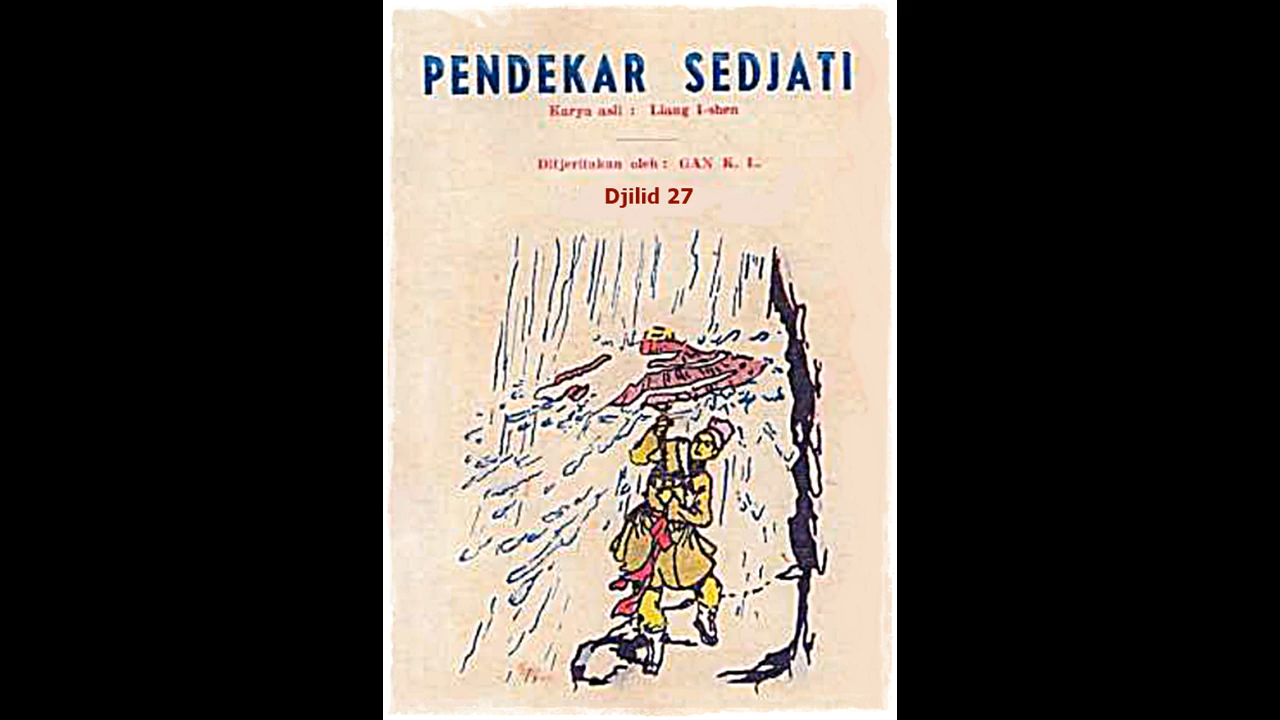 PENDEKAR SEDJATI
Karya asli : Liang I-shen
Ditjeritakan oleh : GAN K. L.
Djilid 27